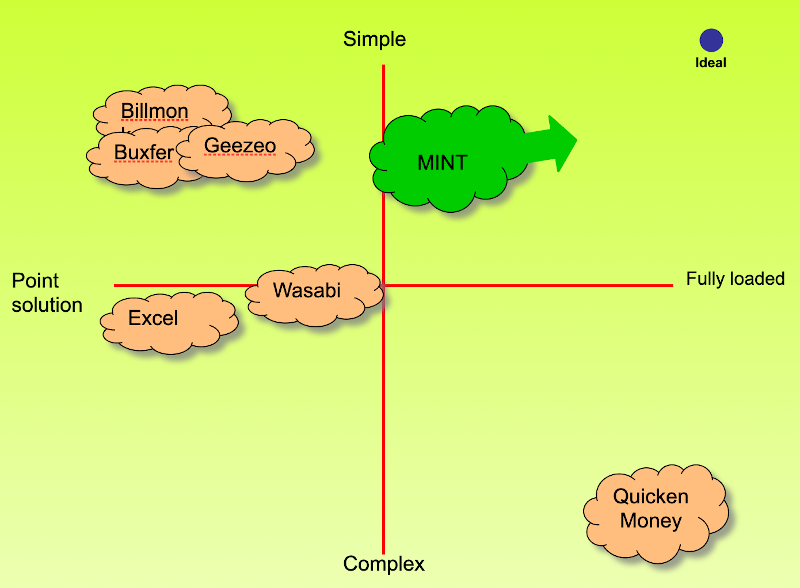 Simple
Ideal
Billmon
Buxfer
Geezeo
MINT
Point
solution
Fully loaded
Wasabi
Excel
Quicken
Money
Complex